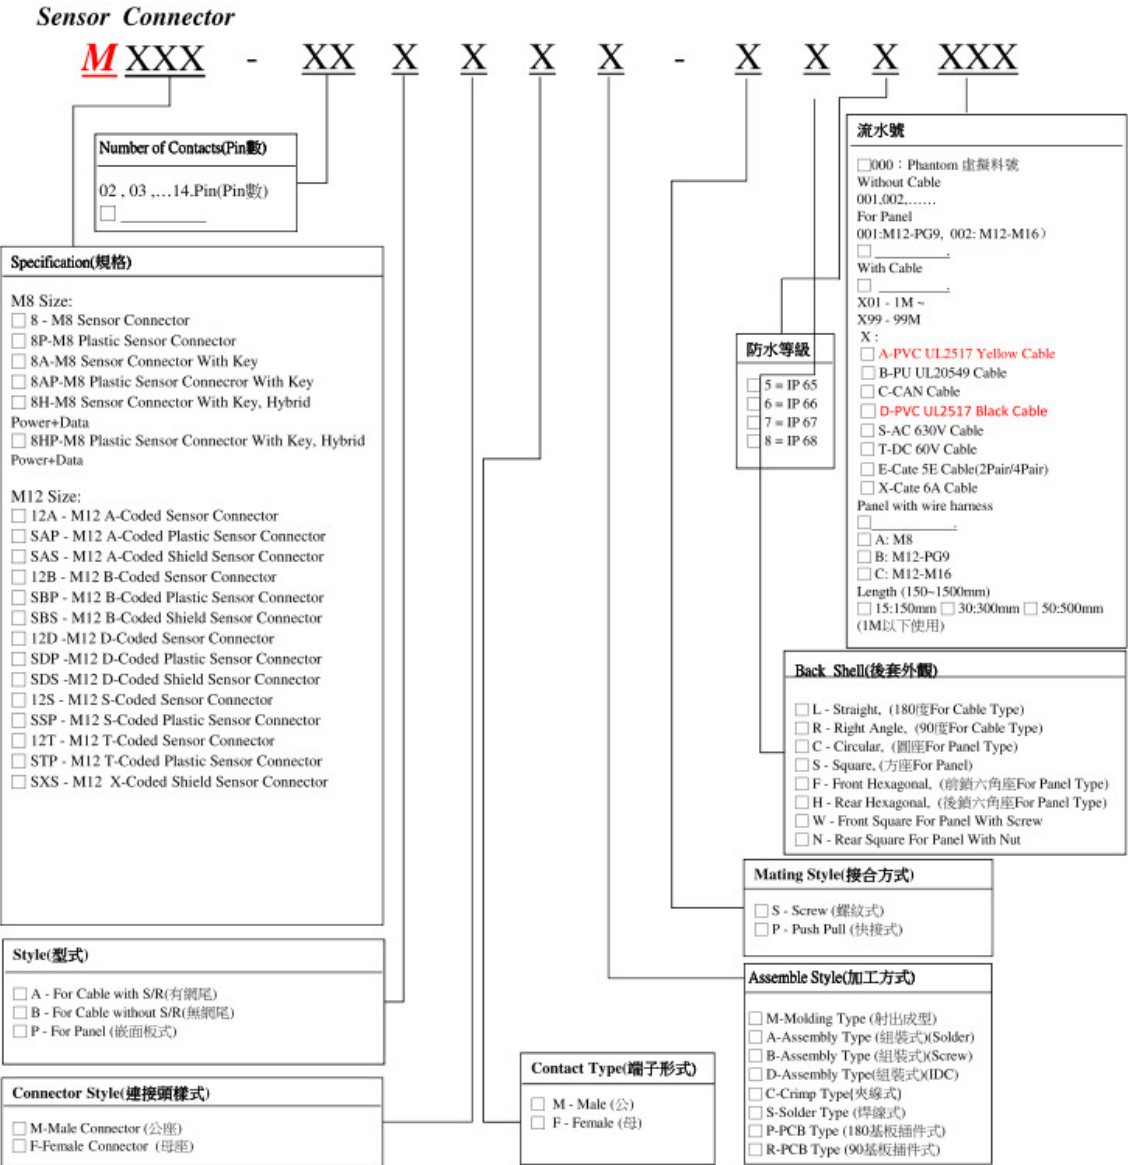 Sensor Connector
M XXX - XX X X X X - X X X XXX
Number of Contacts(Pin數)
02 , 03 ,…14.Pin(Pin數)
Specification(規格)
M8 Size:
8 - M8 Sensor Connector
8P-M8 Plastic Sensor Connector
8A-M8 Sensor Connector With Key
8AP-M8 Plastic Sensor Connecror With Key
8H-M8 Sensor Connector With Key, Hybrid
Power+Data
8HP-M8 Plastic Sensor Connector With Key, Hybrid
Power+Data
M12 Size:
12A - M12 A-Coded Sensor Connector
SAP - M12 A-Coded Plastic Sensor Connector
SAS - M12 A-Coded Shield Sensor Connector
12B - M12 B-Coded Sensor Connector
SBP - M12 B-Coded Plastic Sensor Connector
SBS - M12 B-Coded Shield Sensor Connector
12D -M12 D-Coded Sensor Connector
SDP -M12 D-Coded Plastic Sensor Connector
SDS -M12 D-Coded Shield Sensor Connector
12S - M12 S-Coded Sensor Connector
SSP - M12 S-Coded Plastic Sensor Connector
12T - M12 T-Coded Sensor Connector
STP - M12 T-Coded Plastic Sensor Connector
SXS - M12 X-Coded Shield Sensor Connector
Style(型式)
A - For Cable with S/R(有網尾)
B - For Cable without S/R(無網尾)
P - For Panel (嵌面板式)
Connector Style(連接頭樣式)
M-Male Connector (公座)
F-Female Connector (母座)
Contact Type(端子形式)
M - Male (公)
F - Female (母)
流水號
000：Phantom 虛擬料號
Without Cable
001,002,……
For Panel
001:M12-PG9, 002: M12-M16）
.
With Cable
.
X01 - 1M ~
X99 - 99M
X :
A-PVC UL2517 Yellow Cable
B-PU UL20549 Cable
C-CAN Cable
D-PVC UL2517 Black Cable
S-AC 630V Cable
T-DC 60V Cable
E-Cate 5E Cable(2Pair/4Pair)
X-Cate 6A Cable
Panel with wire harness
.
A: M8
B: M12-PG9
C: M12-M16
Length (150~1500mm)
15:150mm 30:300mm 50:500mm
(1M以下使用)
防水等級
5 = IP 65
6 = IP 66
7 = IP 67
8 = IP 68
Back Shell(後套外觀)
L - Straight, (180度For Cable Type)
R - Right Angle, (90度For Cable Type)
C - Circular, (圓座For Panel Type)
S - Square, (方座For Panel)
F - Front Hexagonal, (前鎖六角座For Panel Type)
H - Rear Hexagonal, (後鎖六角座For Panel Type)
W - Front Square For Panel With Screw
N - Rear Square For Panel With Nut
Mating Style(接合方式)
S - Screw (螺紋式)
P - Push Pull (快接式)
Assemble Style(加工方式)
M-Molding Type (射出成型)
A-Assembly Type (組裝式)(Solder)
B-Assembly Type (組裝式)(Screw)
D-Assembly Type(組裝式)(IDC)
C-Crimp Type(夾線式)
S-Solder Type (焊線式)
P-PCB Type (180基板插件式)
R-PCB Type (90基板插件式)